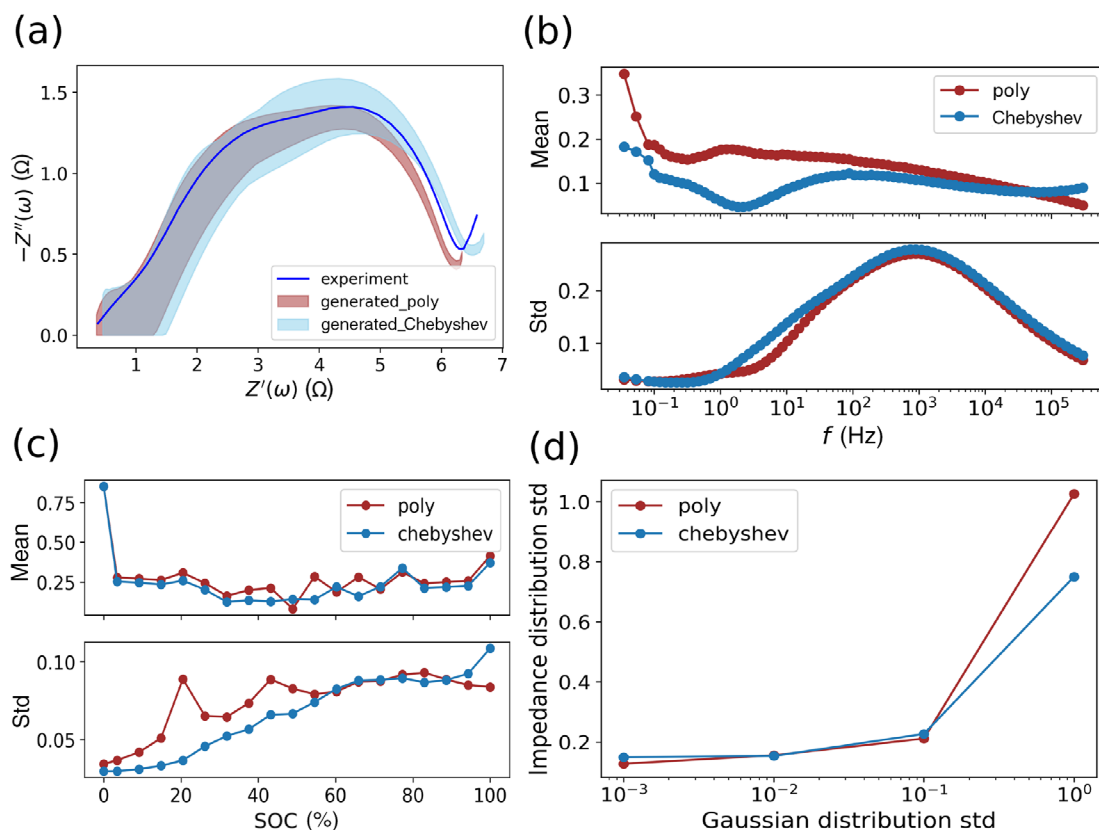 (a)
−Z″(ω) (Ω)
1.5
1.0
0.5
0.0
experiment
generated_poly
generated_Chebyshev
1 2 3 4 5 6 7
Z′(ω) (Ω)
(b)
Mean
0.3
0.2
0.1
poly
Chebyshev
Std
0.2
0.1
10⁻¹ 10⁰ 10¹ 10² 10³ 10⁴ 10⁵
f (Hz)
(c)
Mean
0.75
0.50
0.25
poly
chebyshev
Std
0.10
0.05
0 20 40 60 80 100
SOC (%)
(d)
Impedance distribution std
1.0
0.8
0.6
0.4
0.2
poly
chebyshev
10⁻³ 10⁻² 10⁻¹ 10⁰
Gaussian distribution std